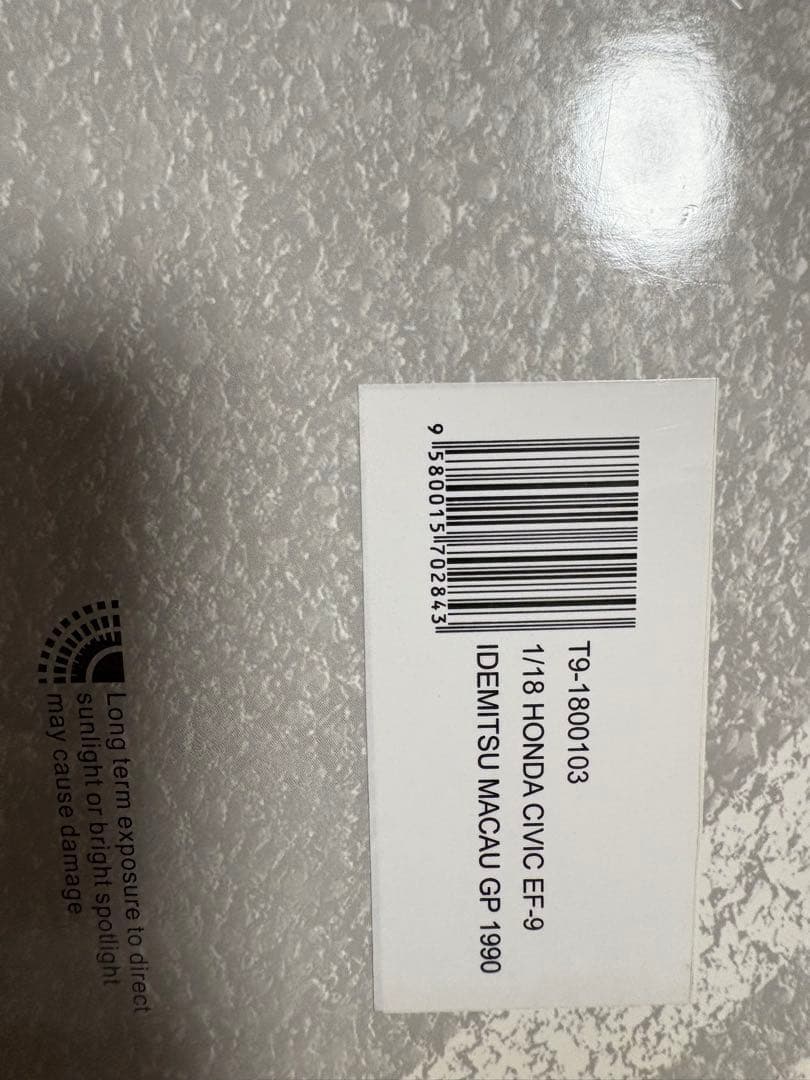 T9-1800103
1/18 HONDA CIVIC EF-9
IDEMITSU MACAU GP 1990
9 580015 702843
Long term exposure to direct
sunlight or bright spotlight
may cause damage